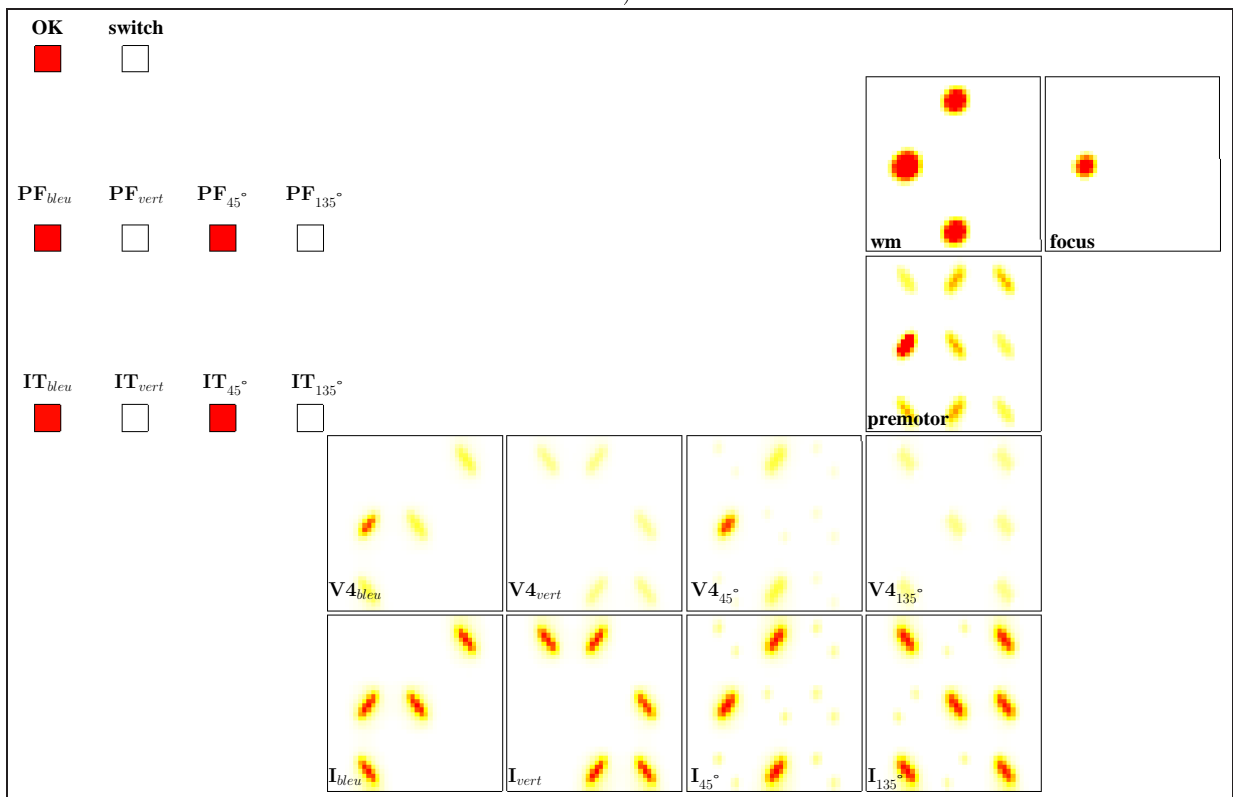 OK switch
PF_bleu PF_vert PF_45° PF_135°
wm focus
IT_bleu IT_vert IT_45° IT_135°
premotor
V4_bleu V4_vert V4_45° V4_135°
I_bleu I_vert I_45° I_135°